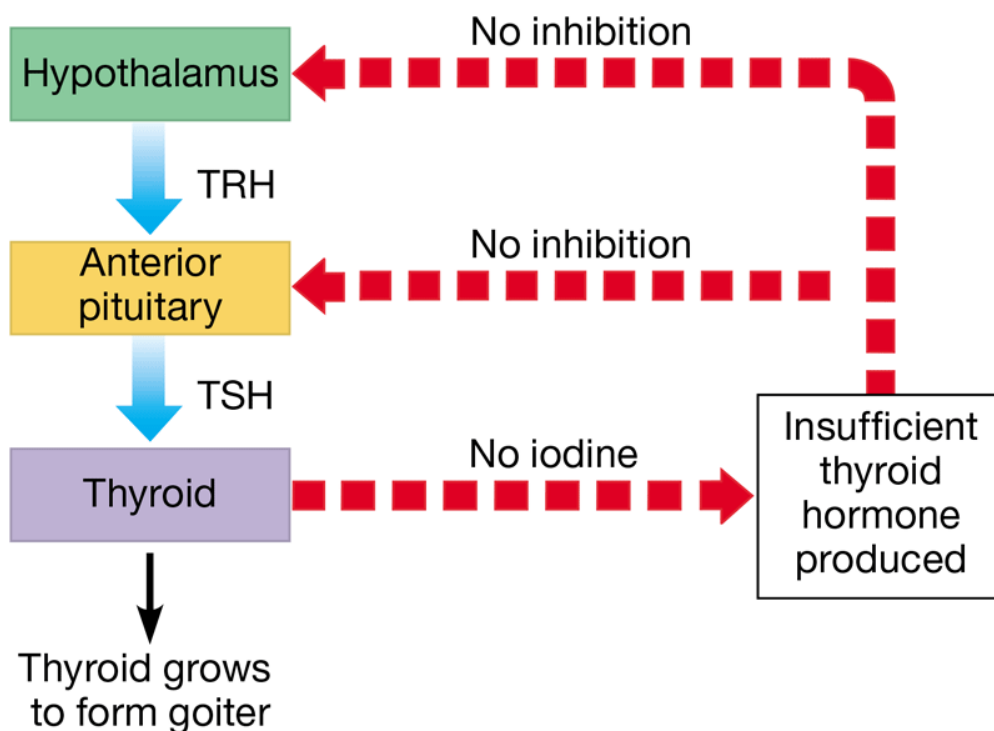 No inhibition
Hypothalamus
TRH
No inhibition
Anterior
pituitary
TSH
Insufficient
thyroid
hormone
produced
No iodine
Thyroid
Thyroid grows
to form goiter